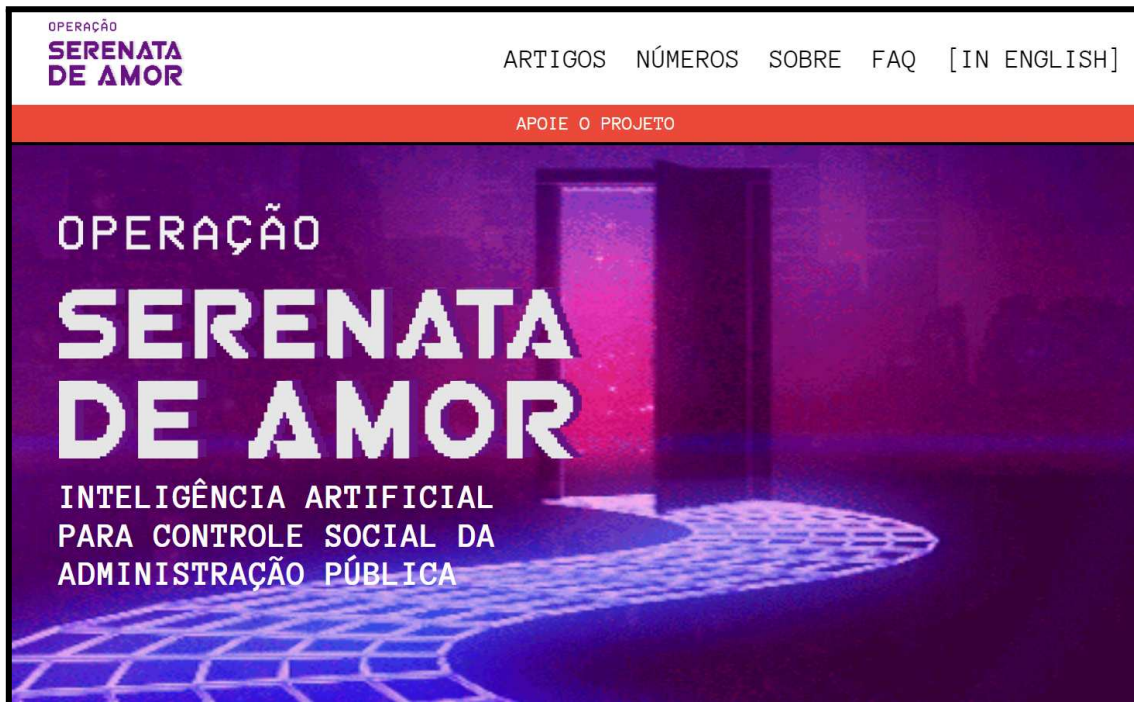 OPERAÇÃO
SERENATA
DE AMOR
ARTIGOS NÚMEROS SOBRE FAQ [IN ENGLISH]
APOIE O PROJETO
OPERAÇÃO
SERENATA
DE AMOR
INTELIGÊNCIA ARTIFICIAL
PARA CONTROLE SOCIAL DA
ADMINISTRAÇÃO PÚBLICA